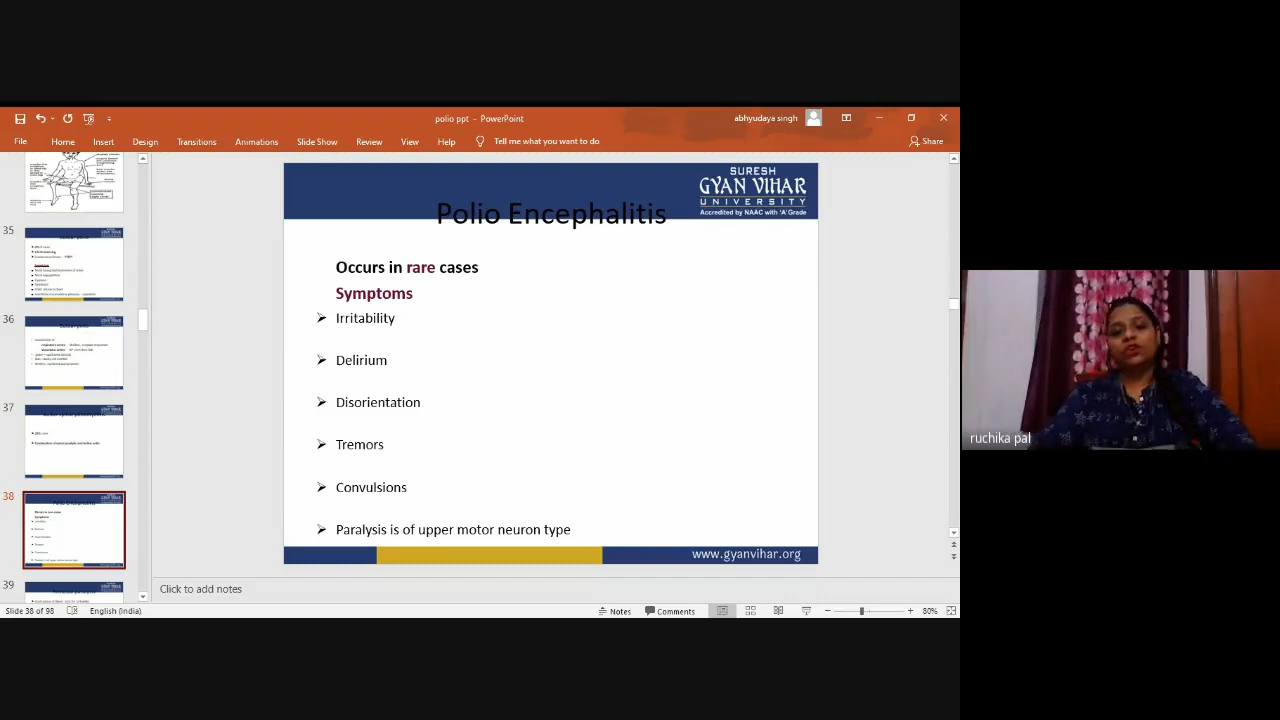 polio ppt - PowerPoint
abhyudaya singh
File Home Insert Design Transitions Animations Slide Show Review View Help Tell me what you want to do Share
35
36
37
38
39
SURESH
GYAN VIHAR
UNIVERSITY
Accredited by NAAC with 'A' Grade
Polio Encephalitis
Occurs in rare cases
Symptoms
Irritability
Delirium
Disorientation
Tremors
Convulsions
Paralysis is of upper motor neuron type
www.gyanvihar.org
Click to add notes
Slide 38 of 98 English (India) Notes Comments 80%
ruchika pal